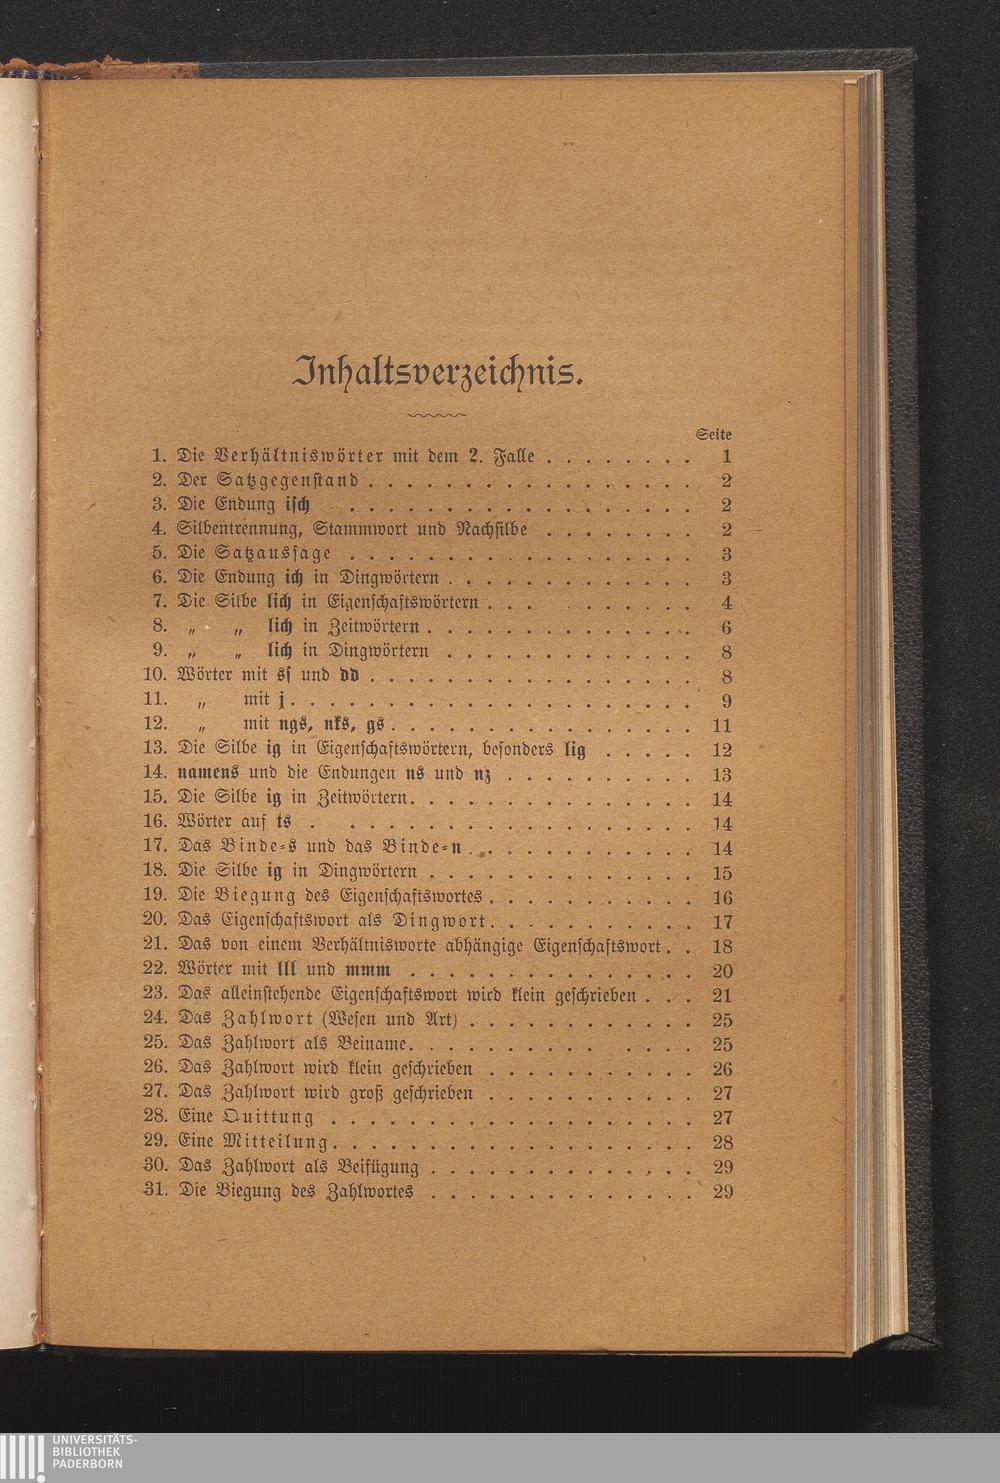 Inhaltsverzeichnis.
Seite
1. Die Verhältniswörter mit dem 2. Falle . . . . . . . . 1
2. Der Satzgegenstand . . . . . . . . . . . . . . . . . 2
3. Die Endung isch . . . . . . . . . . . . . . . . . . 2
4. Silbentrennung, Stammwort und Nachsilbe . . . . . . . . 2
5. Die Satzaussage . . . . . . . . . . . . . . . . . . 3
6. Die Endung ich in Dingwörtern . . . . . . . . . . . . . 3
7. Die Silbe lich in Eigenschaftswörtern . . . . . . . . . 4
8. „ „ lich in Zeitwörtern . . . . . . . . . . . . . . 6
9. „ „ lich in Dingwörtern . . . . . . . . . . . . . 8
10. Wörter mit ss und dd . . . . . . . . . . . . . . . . . 8
11. „ mit j . . . . . . . . . . . . . . . . . . . . . 9
12. „ mit ngs, nks, gs . . . . . . . . . . . . . . . . 11
13. Die Silbe ig in Eigenschaftswörtern, besonders lig . . . . . 12
14. namens und die Endungen ns und nz . . . . . . . . . . 13
15. Die Silbe ig in Zeitwörtern . . . . . . . . . . . . . . . 14
16. Wörter auf ts . . . . . . . . . . . . . . . . . . . 14
17. Das Binde-s und das Binde-n . . . . . . . . . . . . 14
18. Die Silbe ig in Dingwörtern . . . . . . . . . . . . . . 15
19. Die Biegung des Eigenschaftswortes . . . . . . . . . . . 16
20. Das Eigenschaftswort als Dingwort . . . . . . . . . . . 17
21. Das von einem Verhältnisworte abhängige Eigenschaftswort . . 18
22. Wörter mit lll und mmm . . . . . . . . . . . . . . . 20
23. Das alleinstehende Eigenschaftswort wird klein geschrieben . . . 21
24. Das Zahlwort (Wesen und Art) . . . . . . . . . . . . 25
25. Das Zahlwort als Beiname . . . . . . . . . . . . . . 25
26. Das Zahlwort wird klein geschrieben . . . . . . . . . . . 26
27. Das Zahlwort wird groß geschrieben . . . . . . . . . . . 27
28. Eine Quittung . . . . . . . . . . . . . . . . . . . 27
29. Eine Mitteilung . . . . . . . . . . . . . . . . . . . 28
30. Das Zahlwort als Beifügung . . . . . . . . . . . . . . 29
31. Die Biegung des Zahlwortes . . . . . . . . . . . . . . 29
UNIVERSITÄTS-
BIBLIOTHEK
PADERBORN